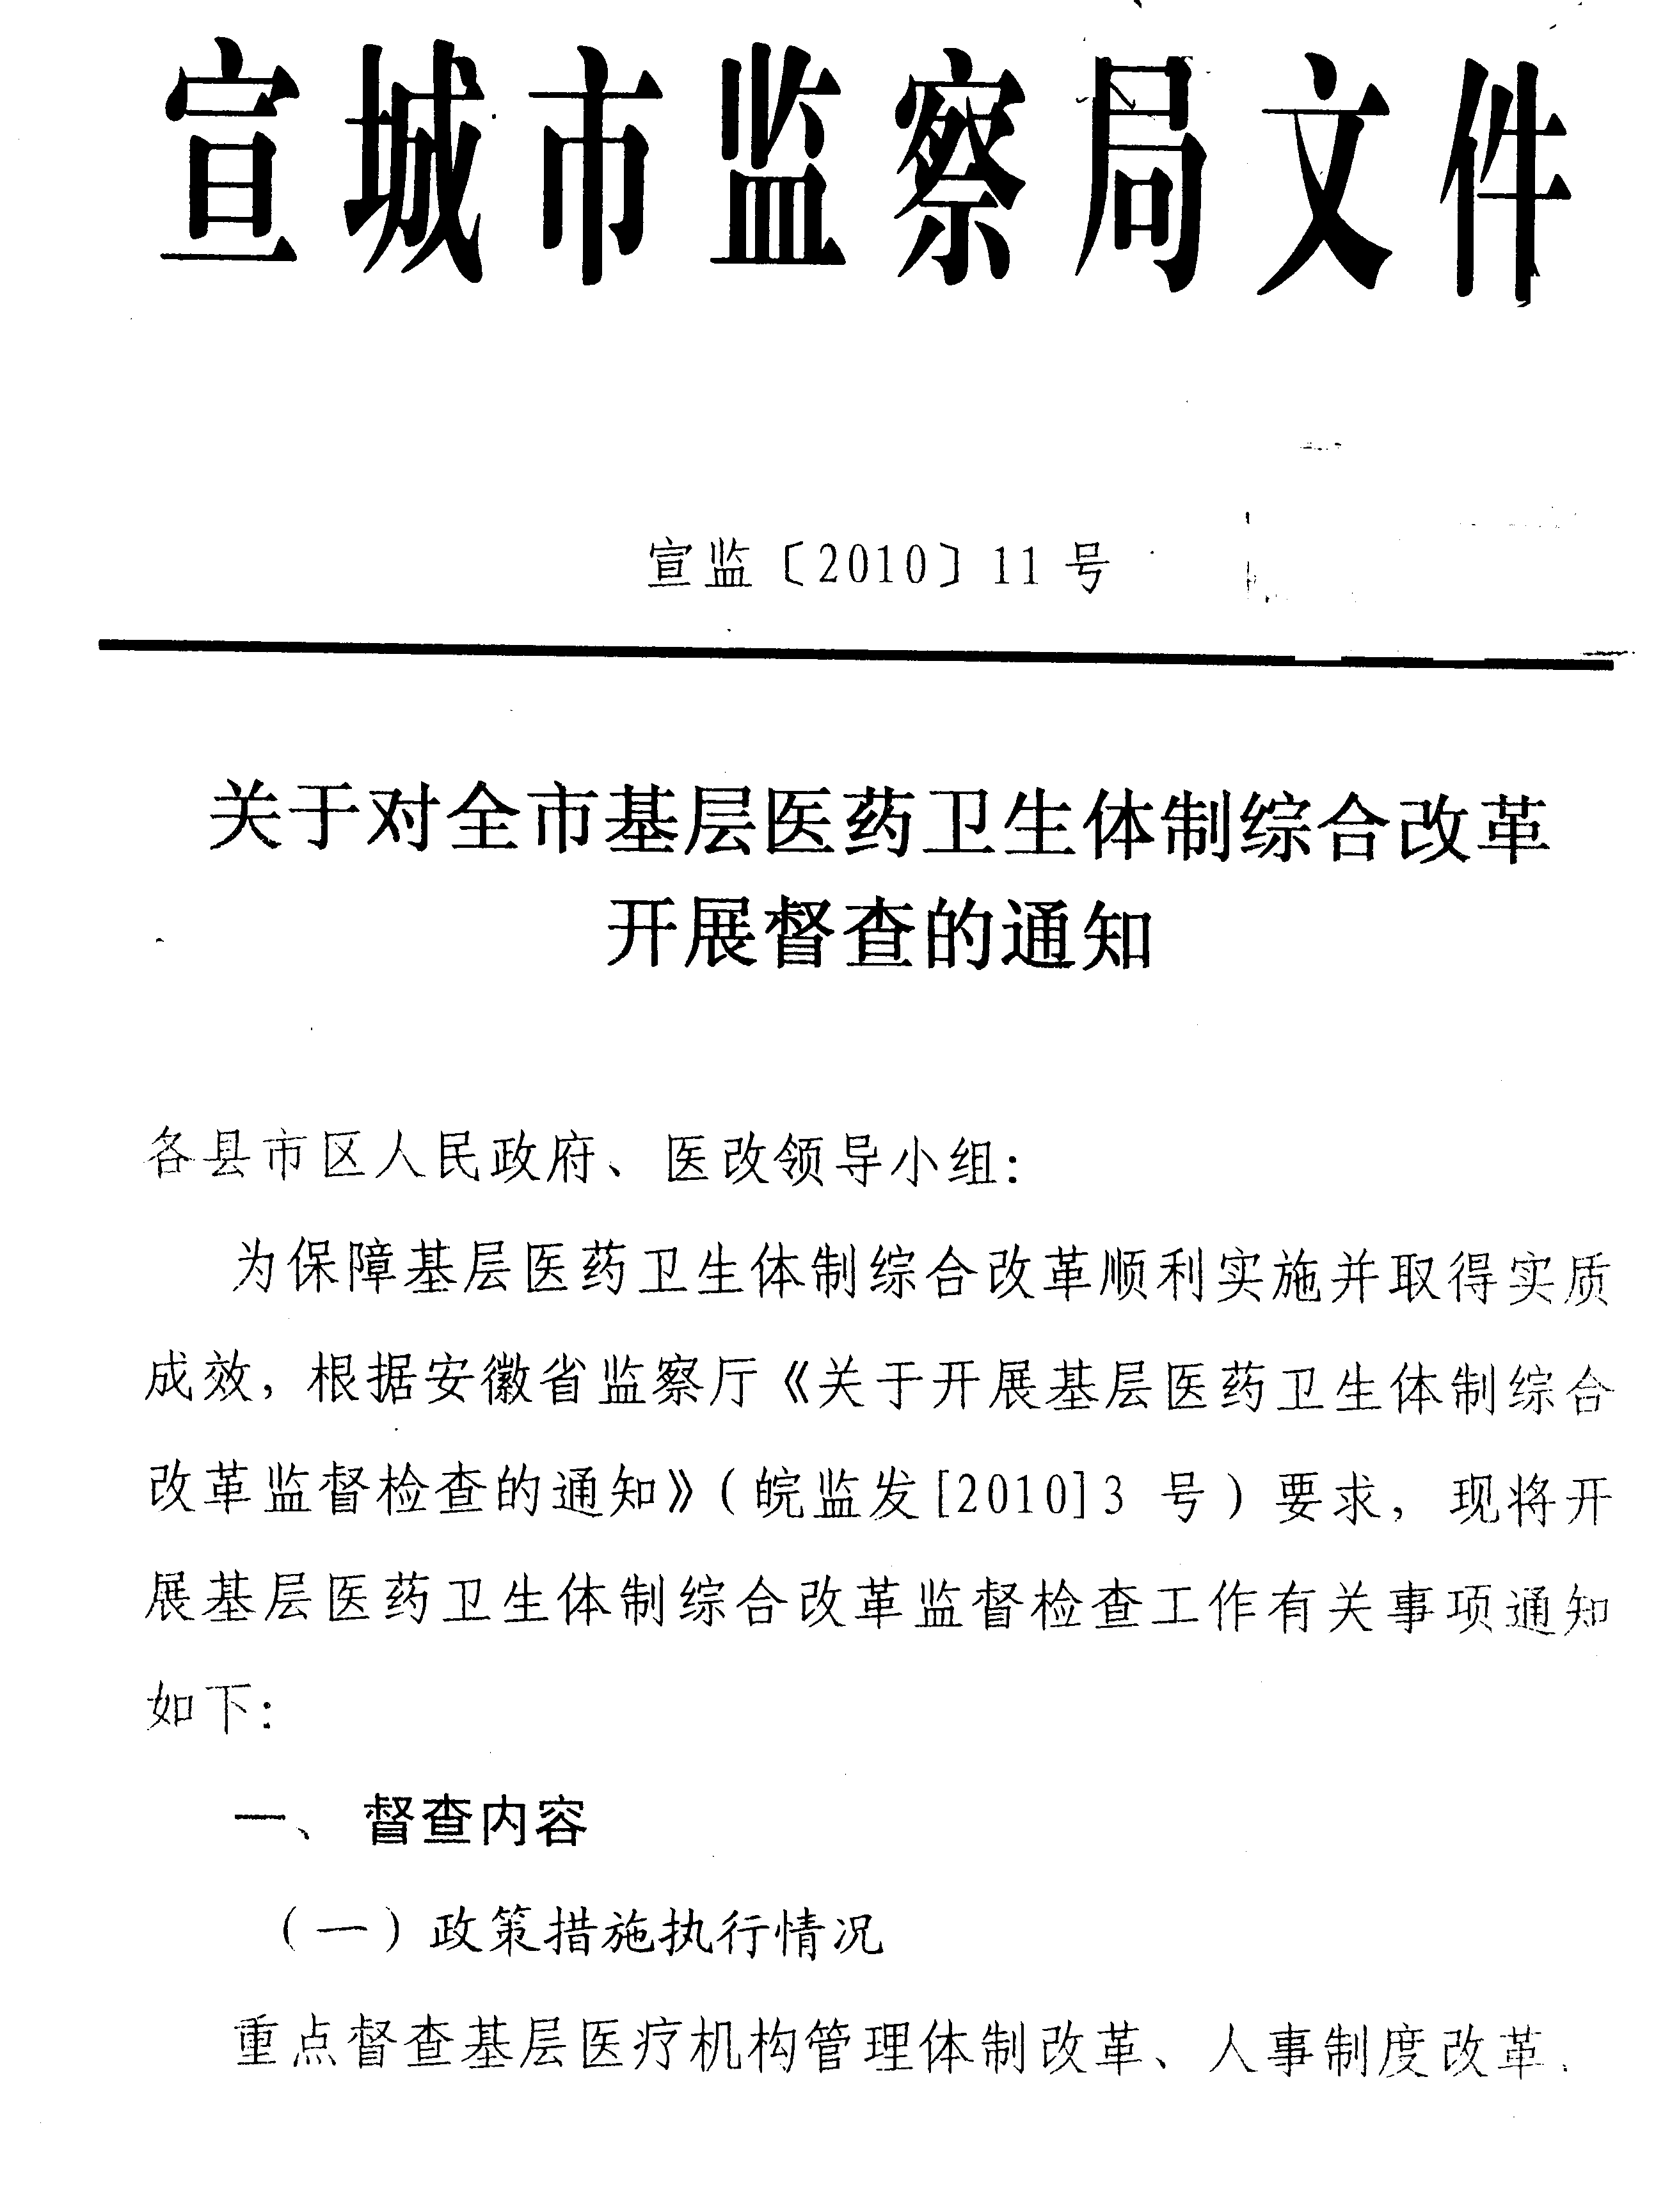 宣城市监察局文件
宣监〔2010〕11号
关于对全市基层医药卫生体制综合改革
开展督查的通知
各县市区人民政府、医改领导小组：
为保障基层医药卫生体制综合改革顺利实施并取得实质
成效，根据安徽省监察厅《关于开展基层医药卫生体制综合
改革监督检查的通知》（皖监发[2010]3 号）要求，现将开
展基层医药卫生体制综合改革监督检查工作有关事项通知
如下：
一、 督查内容
（一）政策措施执行情况
重点督查基层医疗机构管理体制改革、人事制度改革、